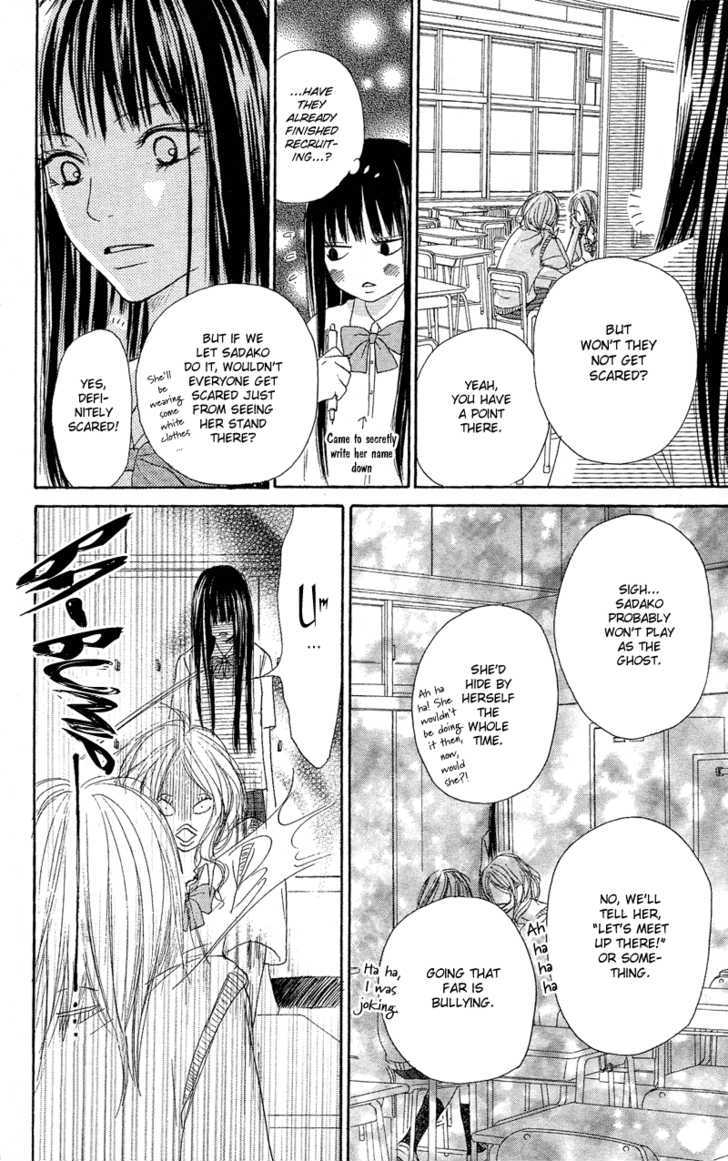 BUT
WON'T THEY
NOT GET
SCARED?
YEAH,
YOU HAVE
A POINT
THERE.
...HAVE
THEY
ALREADY
FINISHED
RECRUIT-
ING...?
Came to secretly
write her name
down
BUT IF WE
LET SADAKO
DO IT, WOULDN'T
EVERYONE GET
SCARED JUST
FROM SEEING
HER STAND
THERE?
She'll
be
wearing
some
white
clothes
...
YES,
DEFI-
NITELY
SCARED!
SIGH...
SADAKO
PROBABLY
WON'T PLAY
AS THE
GHOST.
SHE'D
HIDE BY
HERSELF
THE
WHOLE
TIME.
Ah ha
ha! She
wouldn't
be doing
it then,
now,
would
she?!
NO, WE'LL
TELL HER,
"LET'S MEET
UP THERE!"
OR SOME-
THING.
Ah
ha
ha
ha
GOING THAT
FAR IS
BULLYING.
Ha ha,
I was
joking.
Um
...
BA-BUMP